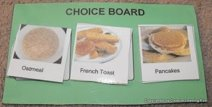 CHOICE BOARD
Oatmeal
French Toast
Pancakes